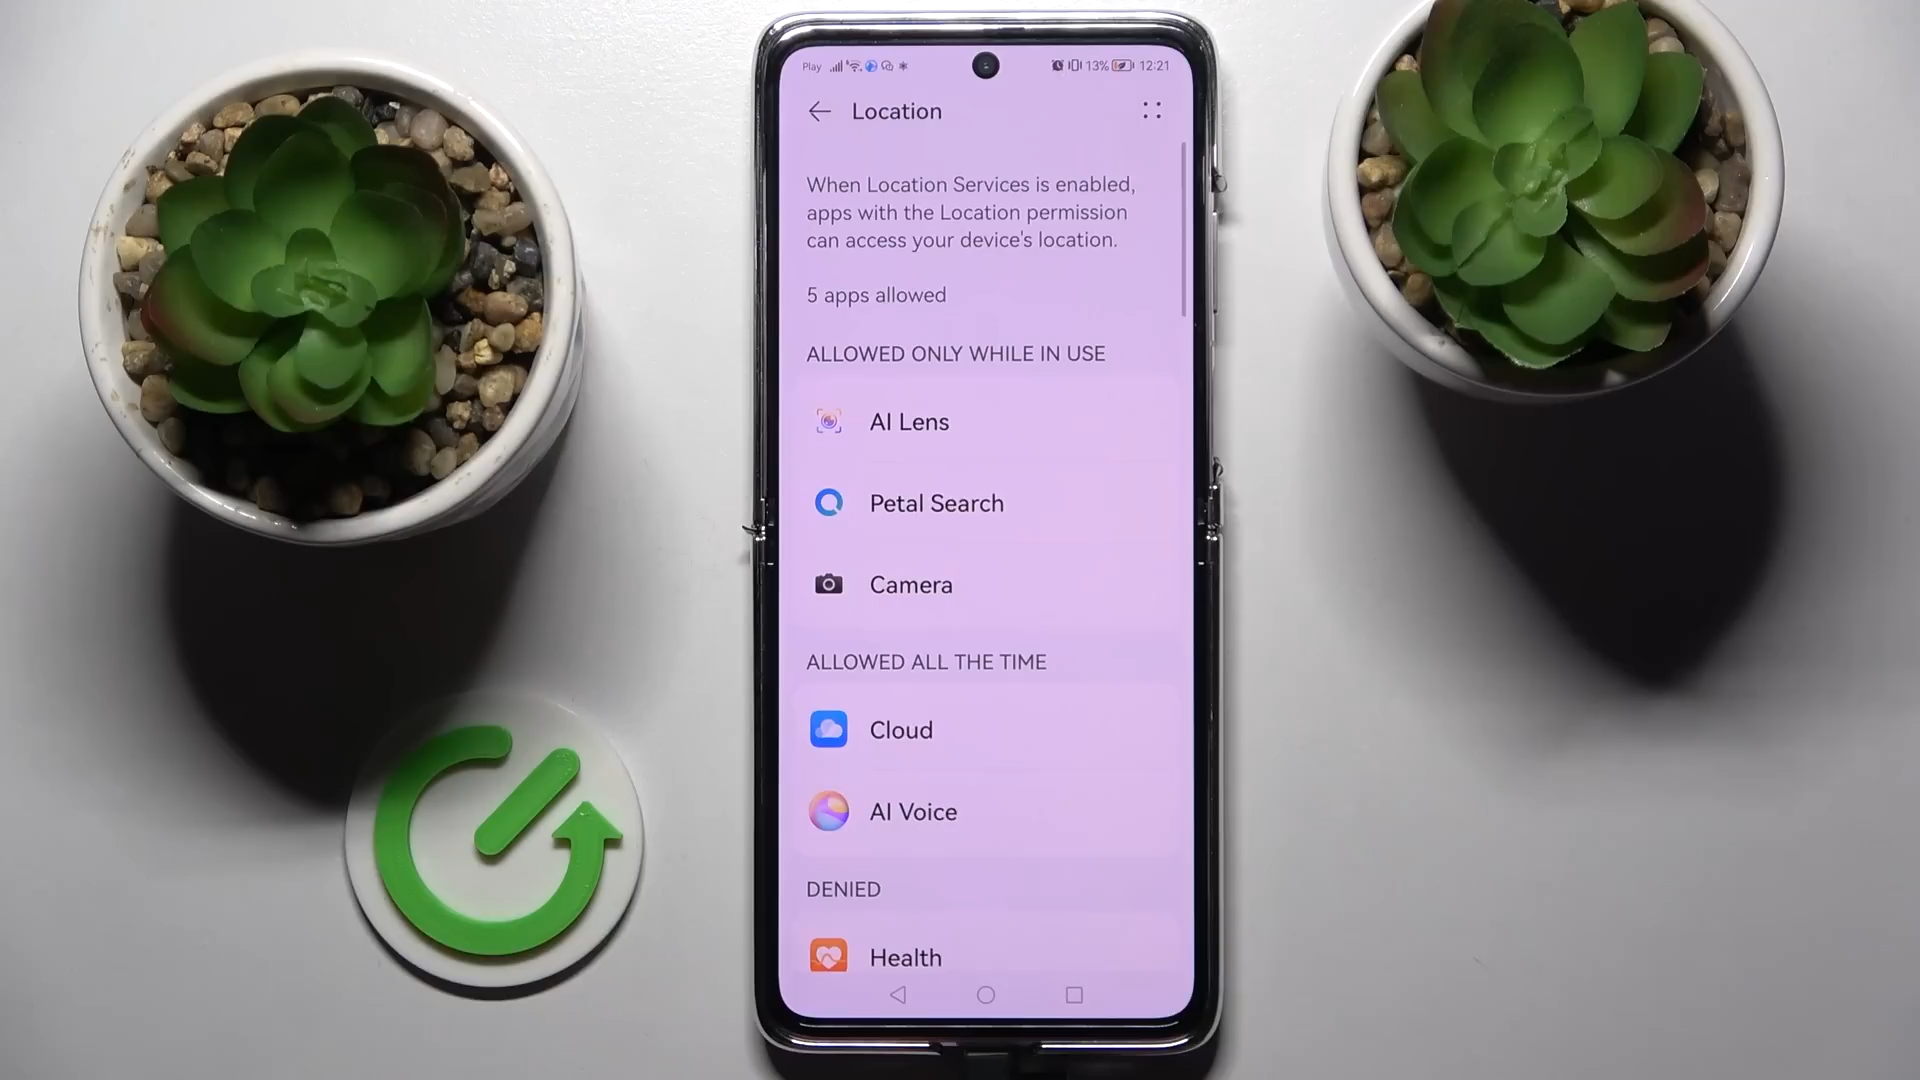 Play 13% 12:21
Location
When Location Services is enabled,
apps with the Location permission
can access your device's location.
5 apps allowed
ALLOWED ONLY WHILE IN USE
AI Lens
Petal Search
Camera
ALLOWED ALL THE TIME
Cloud
AI Voice
DENIED
Health